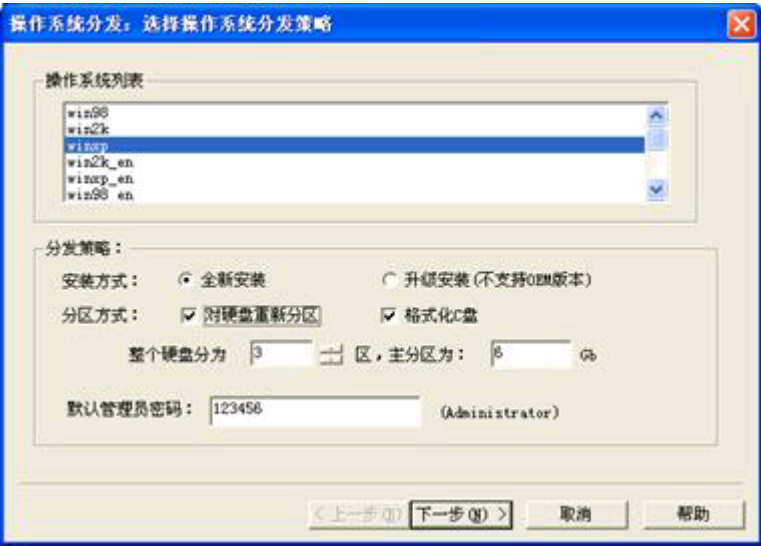 操作系统分发：选择操作系统分发策略
操作系统列表
win98
win2k
winxp
win2k_en
winxp_en
win98_en
分发策略：
安装方式： 全新安装 升级安装(不支持OEM版本)
分区方式： 对硬盘重新分区 格式化C盘
整个硬盘分为 3 区，主分区为： 6 Gb
默认管理员密码： 123456 (Administrator)
<上一步(B) 下一步(N) > 取消 帮助